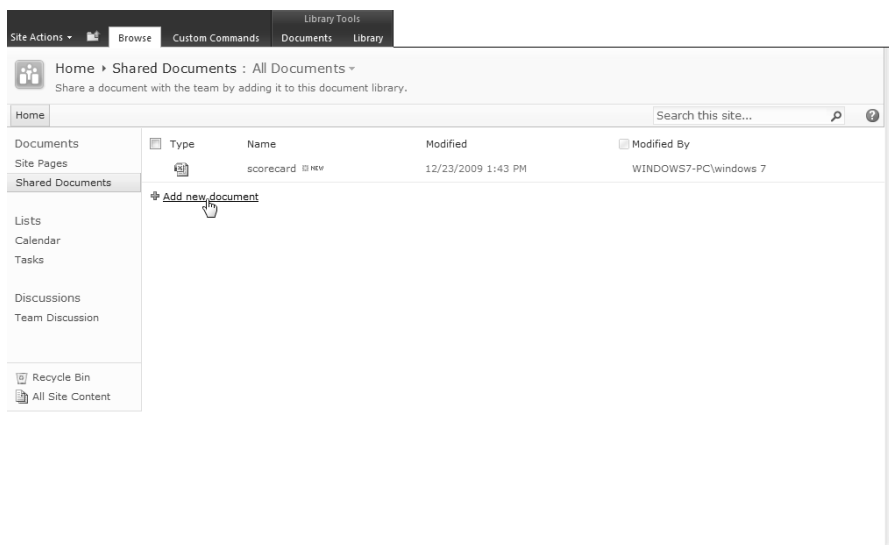 Library Tools
Site Actions Browse Custom Commands Documents Library
Home Shared Documents : All Documents
Share a document with the team by adding it to this document library.
Home Search this site...
Documents
Site Pages
Shared Documents
Lists
Calendar
Tasks
Discussions
Team Discussion
Recycle Bin
All Site Content
Type Name Modified Modified By
scorecard NEW 12/23/2009 1:43 PM WINDOWS7-PC\windows 7
Add new document